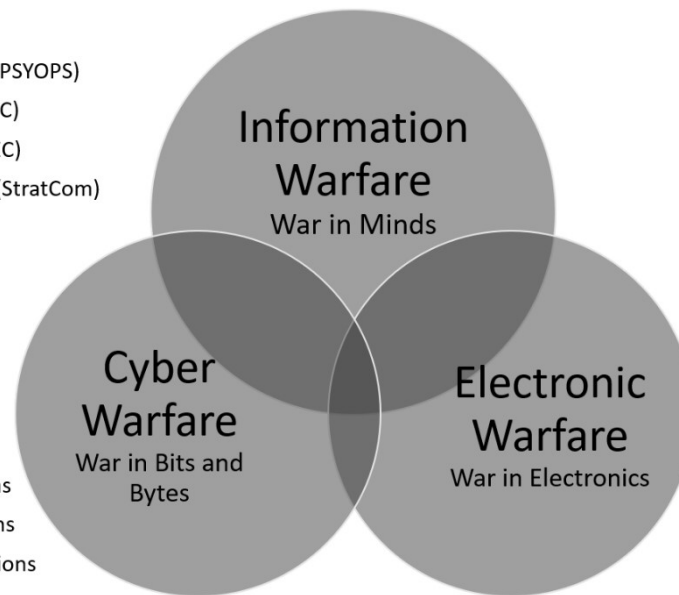 PSYOPS)
C)
C)
(StratCom)
Information
Warfare
War in Minds
Cyber
Warfare
War in Bits and
Bytes
Electronic
Warfare
War in Electronics
ns
ns
ions